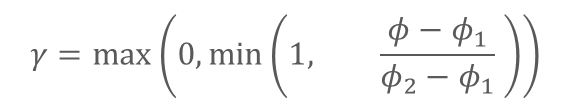 γ = max(0, min(1, (ϕ − ϕ₁)/(ϕ₂ − ϕ₁)))